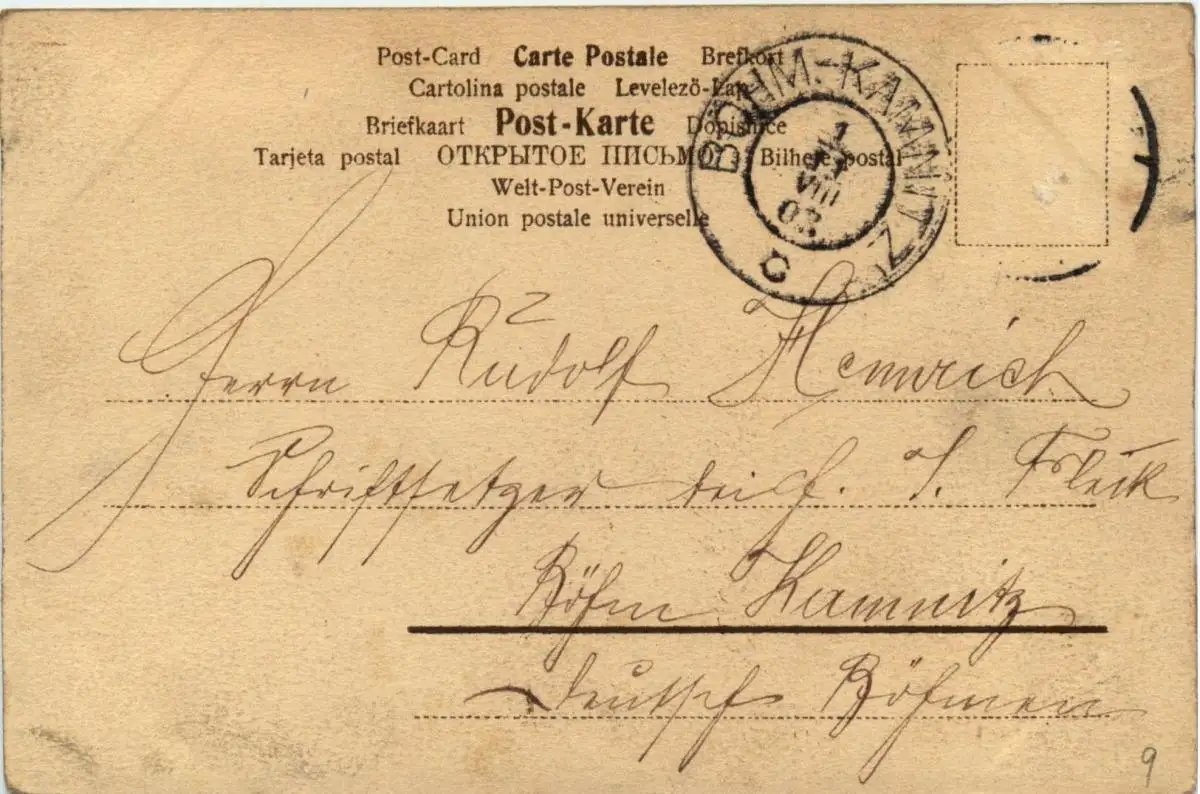 Post-Card Carte Postale Brefkort
Cartolina postale Levelező-Lap
Briefkaart Post-Karte Dopisnice
Tarjeta postal ОТКРЫТОЕ ПИСЬМО Bilhete postal
Welt-Post-Verein
Union postale universelle
BÖHM.-KAMNITZ
VIII
03
c
Herrn Rudolf Heinrich
Schriftsetzer bei H. J. Fleck
Böhm Kamnitz
Deutsch Böhmen
9